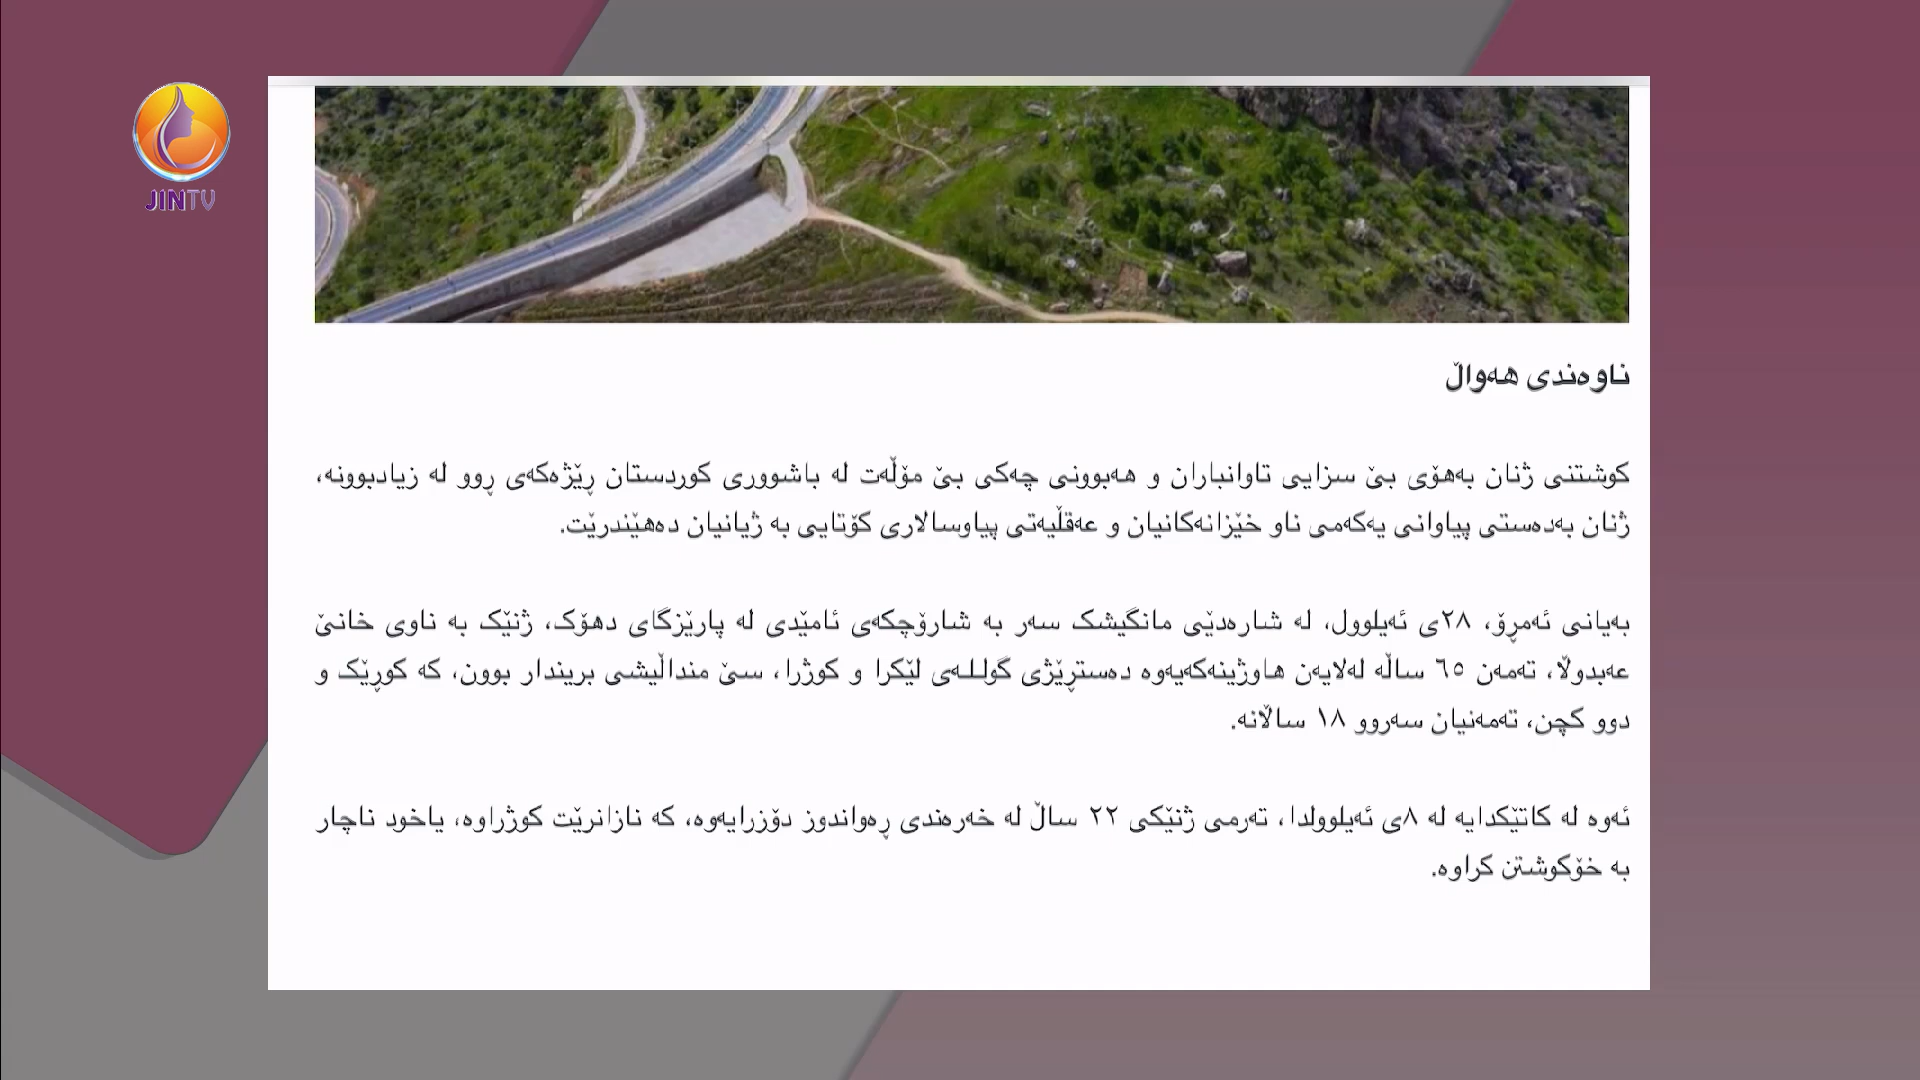 JINTV
ناوەندی هەواڵ
کوشتنی ژنان بەهۆی بێ سزایی تاوانباران و هەبوونی چەکی بێ مۆڵەت لە باشووری کوردستان ڕێژەکەی ڕوو لە زیادبوونە،
ژنان بەدەستی پیاوانی یەکەمی ناو خێزانەکانیان و عەقڵیەتی پیاوسالاری کۆتایی بە ژیانیان دەهێندرێت.
بەیانی ئەمڕۆ، ٢٨ی ئەیلوول، لە شارەدێی مانگیشک سەر بە شارۆچکەی ئامێدی لە پارێزگای دهۆک، ژنێک بە ناوی خانێ
عەبدوڵا، تەمەن ٦٥ ساڵە لەلایەن هاوژینەکەیەوە دەستڕێژی گوللـەی لێکرا و کوژرا، سێ منداڵیشی بریندار بوون، کە کوڕێک و
دوو کچن، تەمەنیان سەروو ١٨ ساڵانە.
ئەوە لە کاتێکدایە لە ٨ی ئەیلوولدا، تەرمی ژنێکی ٢٢ ساڵ لە خەرەندی ڕەواندوز دۆزرایەوە، کە نازانرێت کوژراوە، یاخود ناچار
بە خۆکوشتن کراوە.